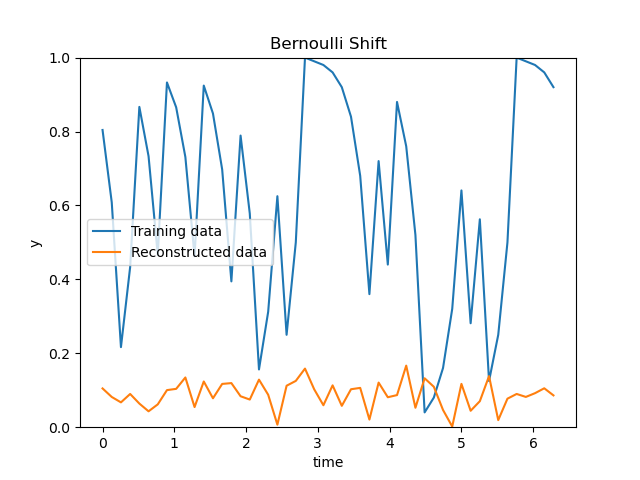 Bernoulli Shift
1.0
0.8
0.6
0.4
0.2
0.0
y
Training data
Reconstructed data
0 1 2 3 4 5 6
time